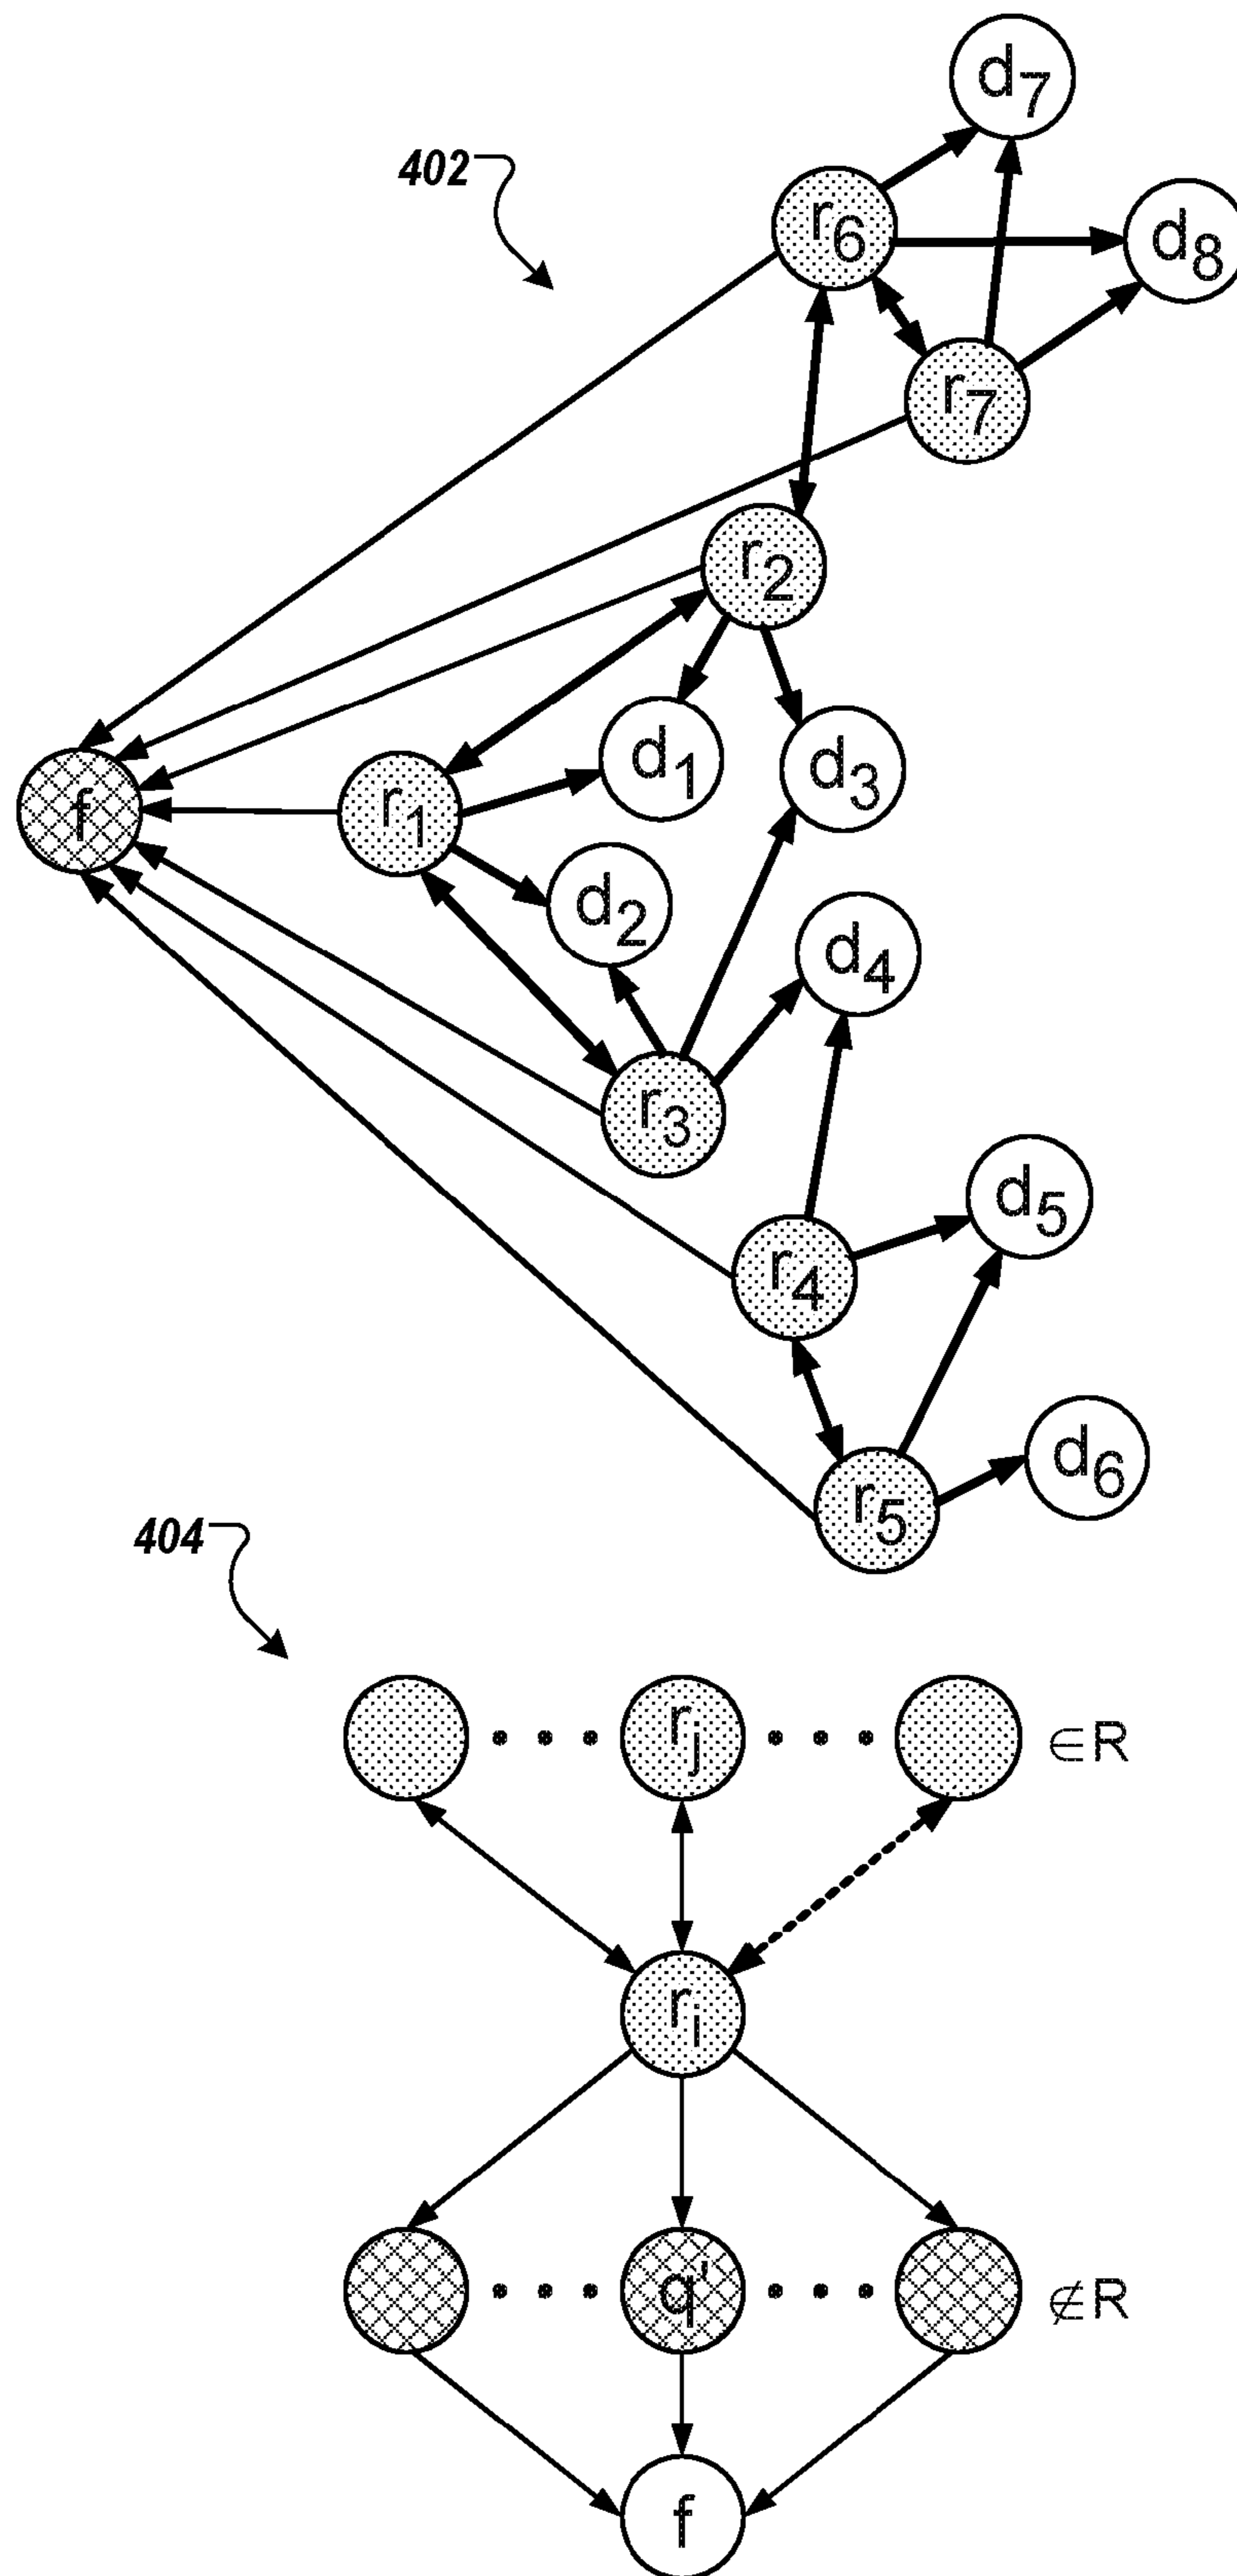 d7
402
r6
d8
r7
r2
d1
d3
f
r1
d2
d4
r3
d5
r4
d6
r5
404
rj
∈R
ri
q'
∉R
f